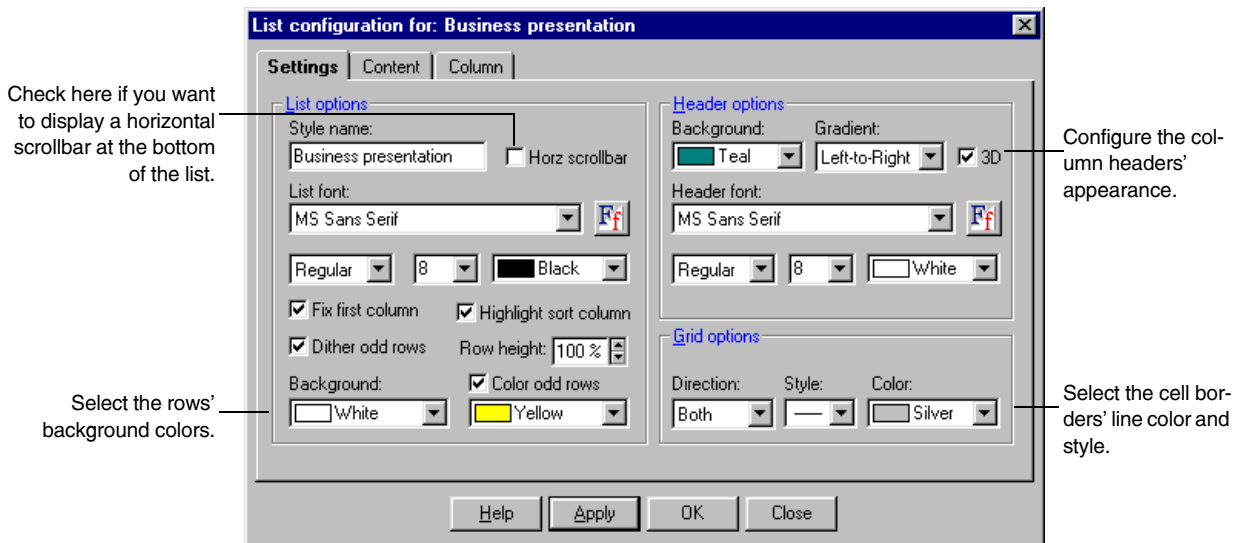 List configuration for: Business presentation
Settings
Content
Column
Check here if you want
to display a horizontal
scrollbar at the bottom
of the list.
List options
Style name:
Business presentation
Horz scrollbar
List font:
MS Sans Serif
Ff
Regular
8
Black
Fix first column
Highlight sort column
Dither odd rows
Row height:
100 %
Background:
Color odd rows
White
Yellow
Select the rows'
background colors.
Header options
Background:
Gradient:
Teal
Left-to-Right
3D
Header font:
MS Sans Serif
Ff
Regular
8
White
Configure the col-
umn headers'
appearance.
Grid options
Direction:
Style:
Color:
Both
Silver
Select the cell bor-
ders' line color and
style.
Help
Apply
OK
Close